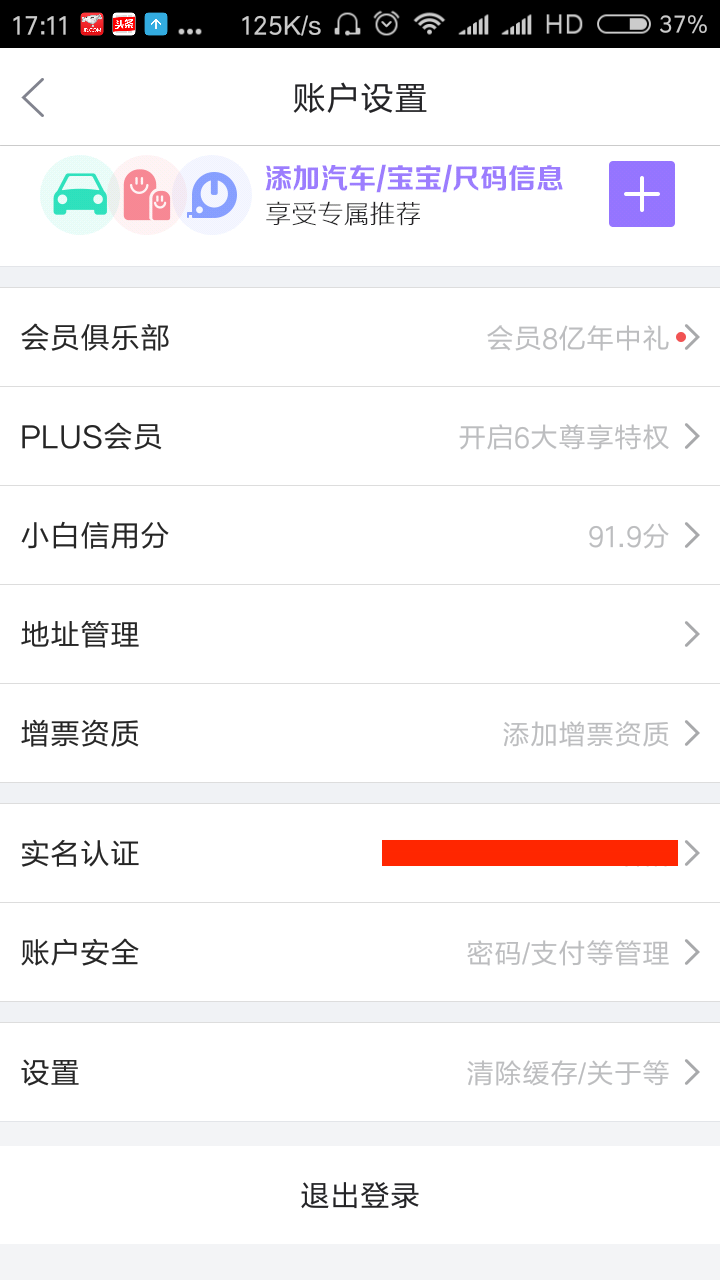 17:11 JD.COM 头条 ... 125K/s HD 37%
账户设置
添加汽车/宝宝/尺码信息
享受专属推荐
会员俱乐部 会员8亿年中礼
PLUS会员 开启6大尊享特权
小白信用分 91.9分
地址管理
增票资质 添加增票资质
实名认证
账户安全 密码/支付等管理
设置 清除缓存/关于等
退出登录